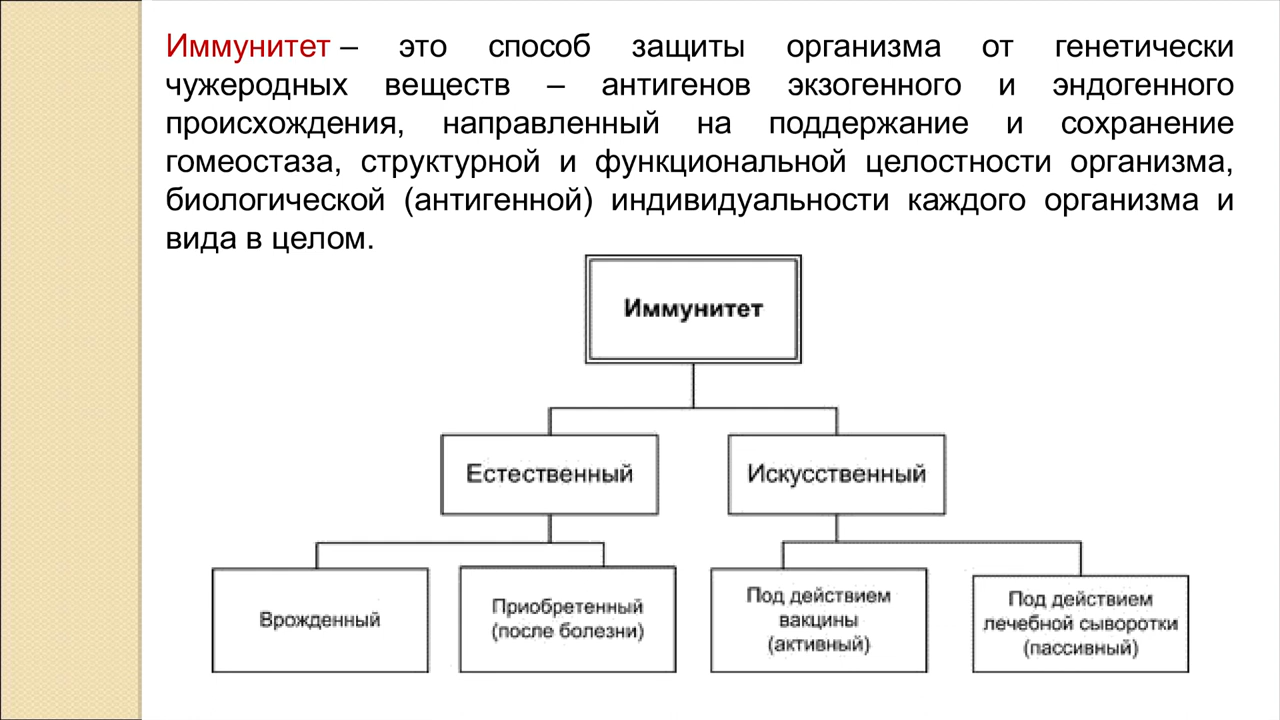 Иммунитет – это способ защиты организма от генетически
чужеродных веществ – антигенов экзогенного и эндогенного
происхождения, направленный на поддержание и сохранение
гомеостаза, структурной и функциональной целостности организма,
биологической (антигенной) индивидуальности каждого организма и
вида в целом.
Иммунитет
Естественный
Искусственный
Врожденный
Приобретенный
(после болезни)
Под действием
вакцины
(активный)
Под действием
лечебной сыворотки
(пассивный)